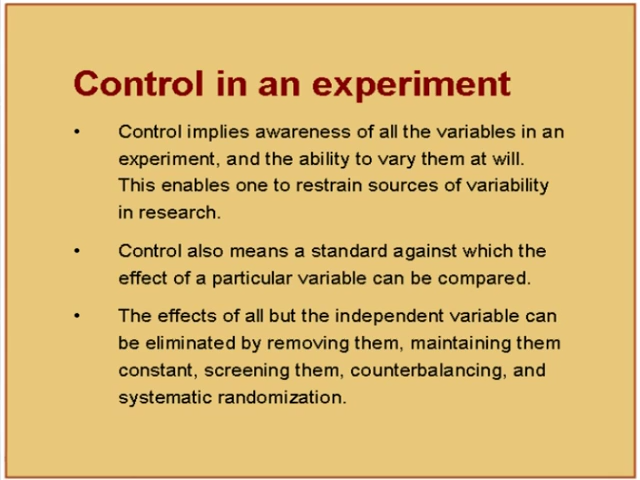 Control in an experiment
• Control implies awareness of all the variables in an
experiment, and the ability to vary them at will.
This enables one to restrain sources of variability
in research.
• Control also means a standard against which the
effect of a particular variable can be compared.
• The effects of all but the independent variable can
be eliminated by removing them, maintaining them
constant, screening them, counterbalancing, and
systematic randomization.